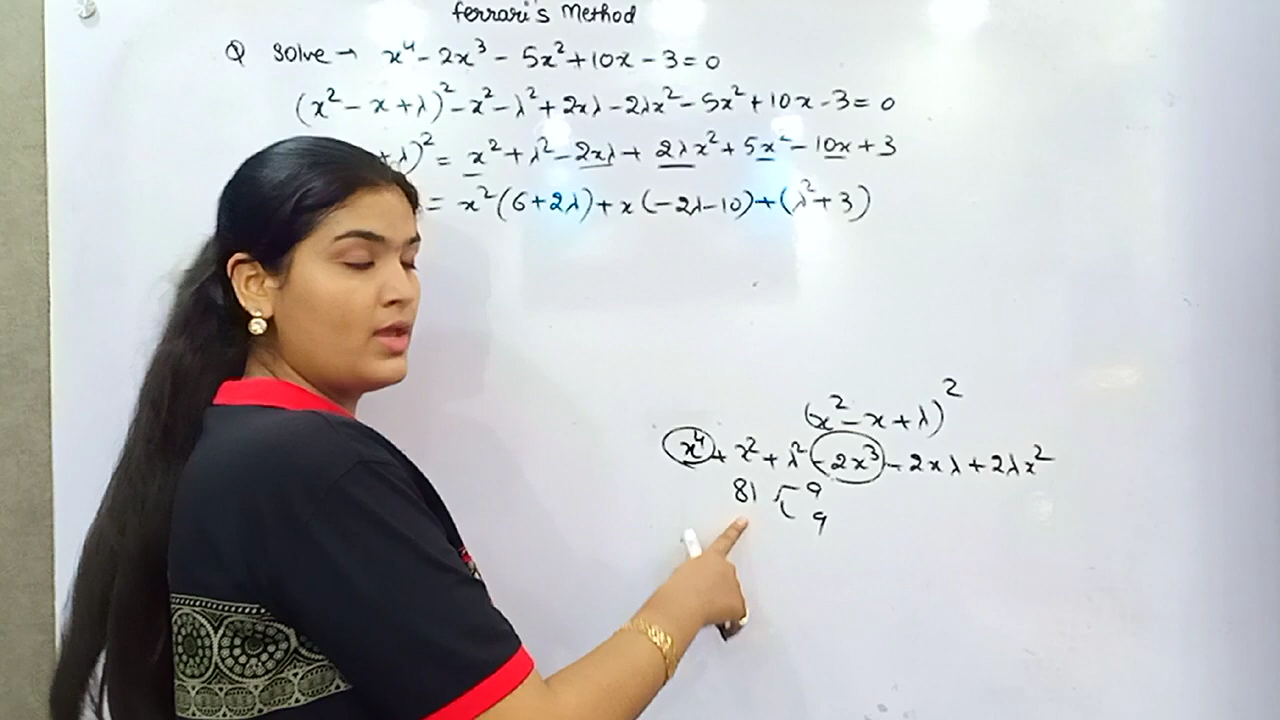 Ferrari's Method
Q Solve → x⁴ - 2x³ - 5x² + 10x - 3 = 0
(x² - x + λ)² - x² - λ² + 2xλ - 2λx² - 5x² + 10x - 3 = 0
+ λ)² = x² + λ² - 2xλ + 2λx² + 5x² - 10x + 3
= x²(6 + 2λ) + x(-2λ - 10) + (λ² + 3)
(x² - x + λ)²
x⁴ + x² + λ² - 2x³ - 2xλ + 2λx²
81 9
9